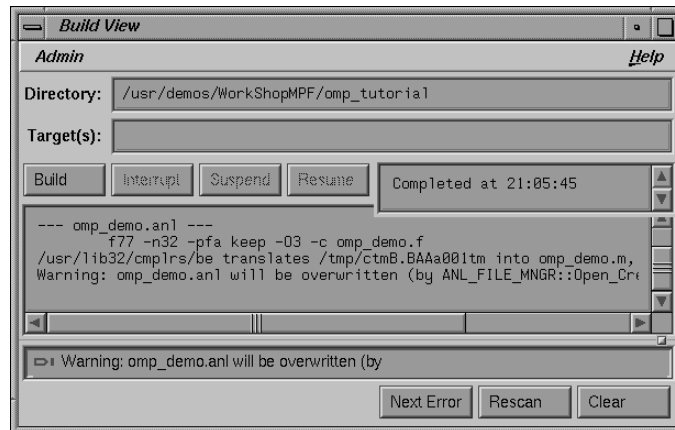 Build View
Admin Help
Directory: /usr/demos/WorkShopMPF/omp_tutorial
Target(s):
Build Interrupt Suspend Resume Completed at 21:05:45
--- omp_demo.anl ---
f77 -n32 -pfa keep -O3 -c omp_demo.f
/usr/lib32/cmplrs/be translates /tmp/ctmB.BAAa001tm into omp_demo.m,
Warning: omp_demo.anl will be overwritten (by ANL_FILE_MNGR::Open_Cre
Warning: omp_demo.anl will be overwritten (by
Next Error Rescan Clear